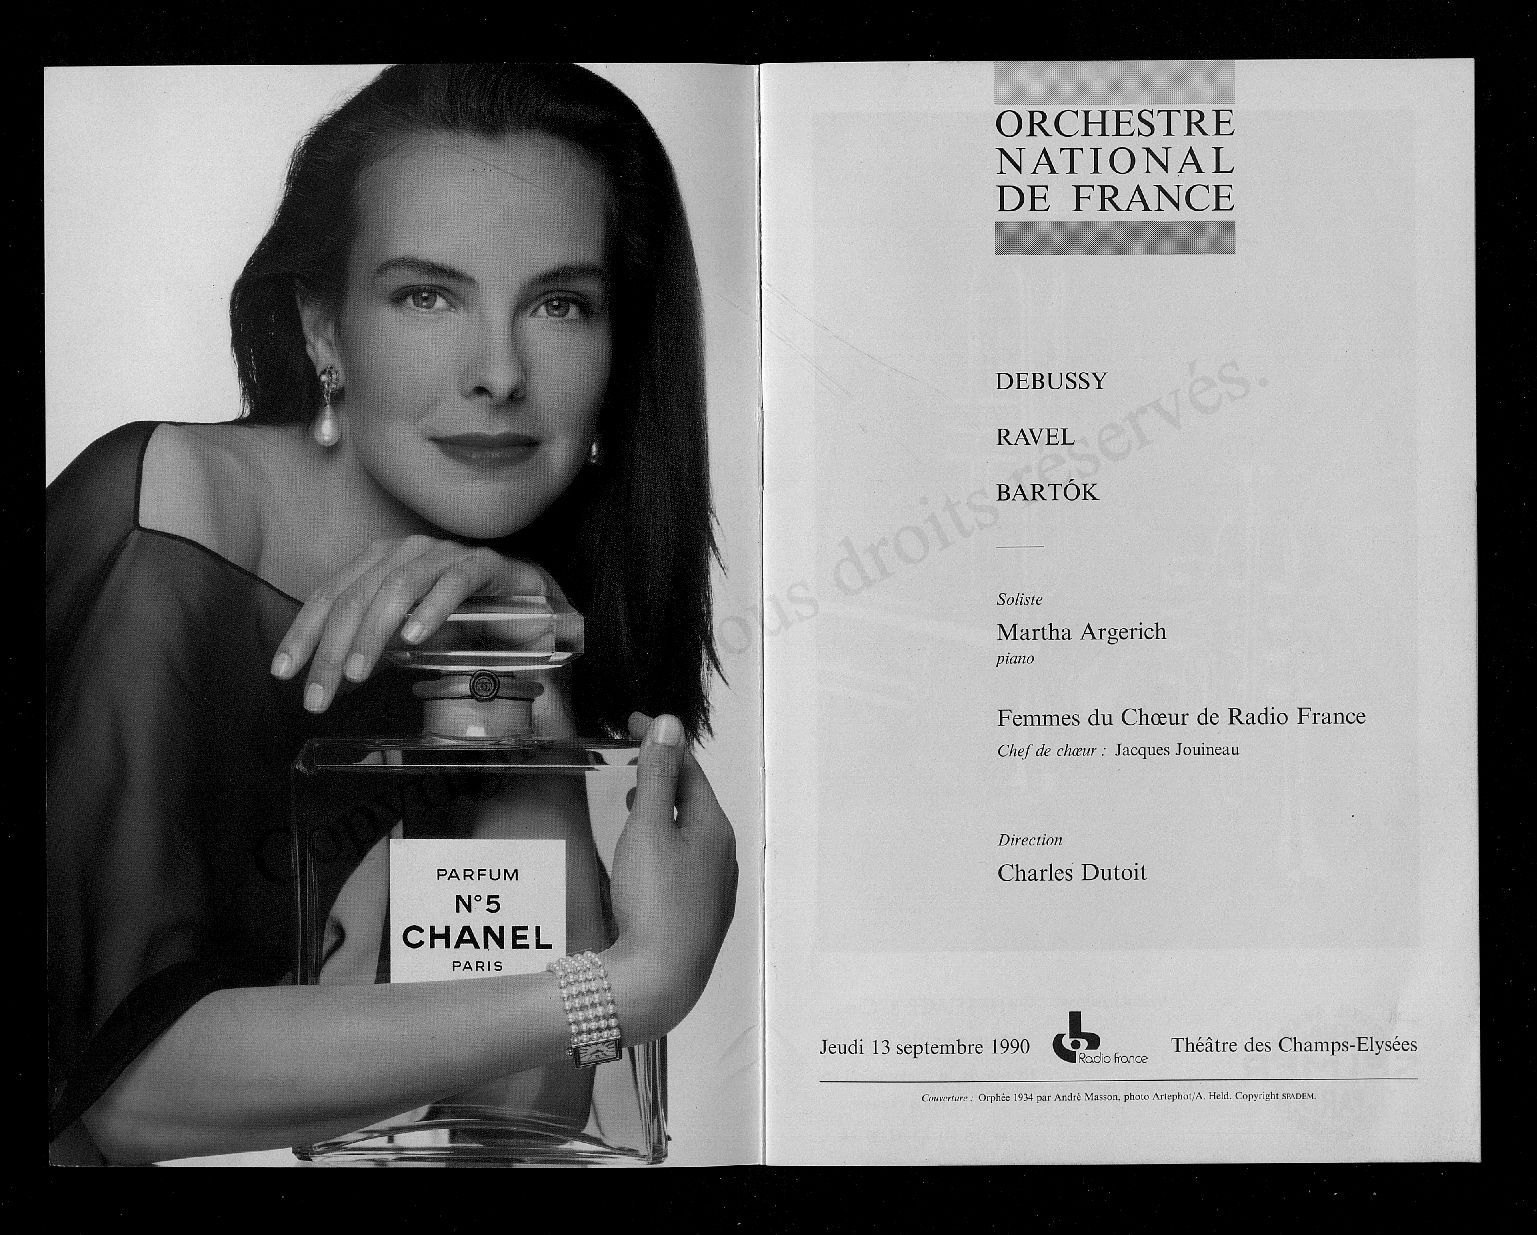 PARFUM
N°5
CHANEL
PARIS
ORCHESTRE
NATIONAL
DE FRANCE
DEBUSSY
RAVEL
BARTÓK
Soliste
Martha Argerich
piano
Femmes du Chœur de Radio France
Chef de chœur : Jacques Jouineau
Direction
Charles Dutoit
Jeudi 13 septembre 1990
Radio france
Théâtre des Champs-Elysées
Couverture : Orphée 1934 par André Masson, photo Artephot/A. Held. Copyright SPADEM.
droits réservés.